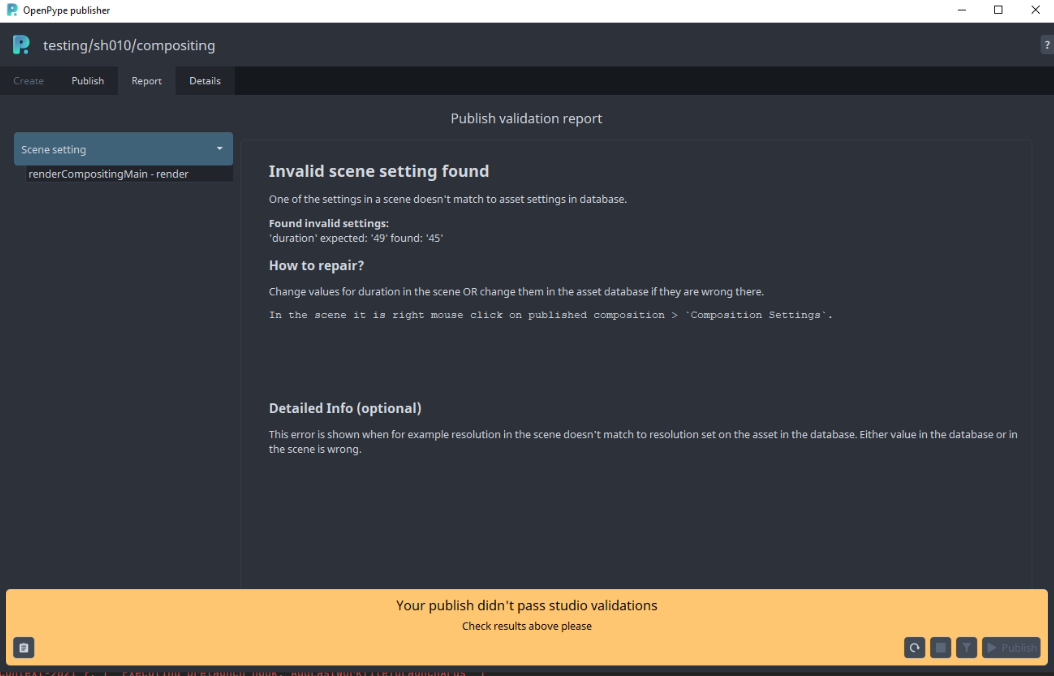 OpenPype publisher
testing/sh010/compositing
?
Create Publish Report Details
Publish validation report
Scene setting
renderCompositingMain - render
Invalid scene setting found
One of the settings in a scene doesn't match to asset settings in database.
Found invalid settings:
'duration' expected: '49' found: '45'
How to repair?
Change values for duration in the scene OR change them in the asset database if they are wrong there.
In the scene it is right mouse click on published composition > `Composition Settings`.
Detailed Info (optional)
This error is shown when for example resolution in the scene doesn't match to resolution set on the asset in the database. Either value in the database or in
the scene is wrong.
Your publish didn't pass studio validations
Check results above please
Publish